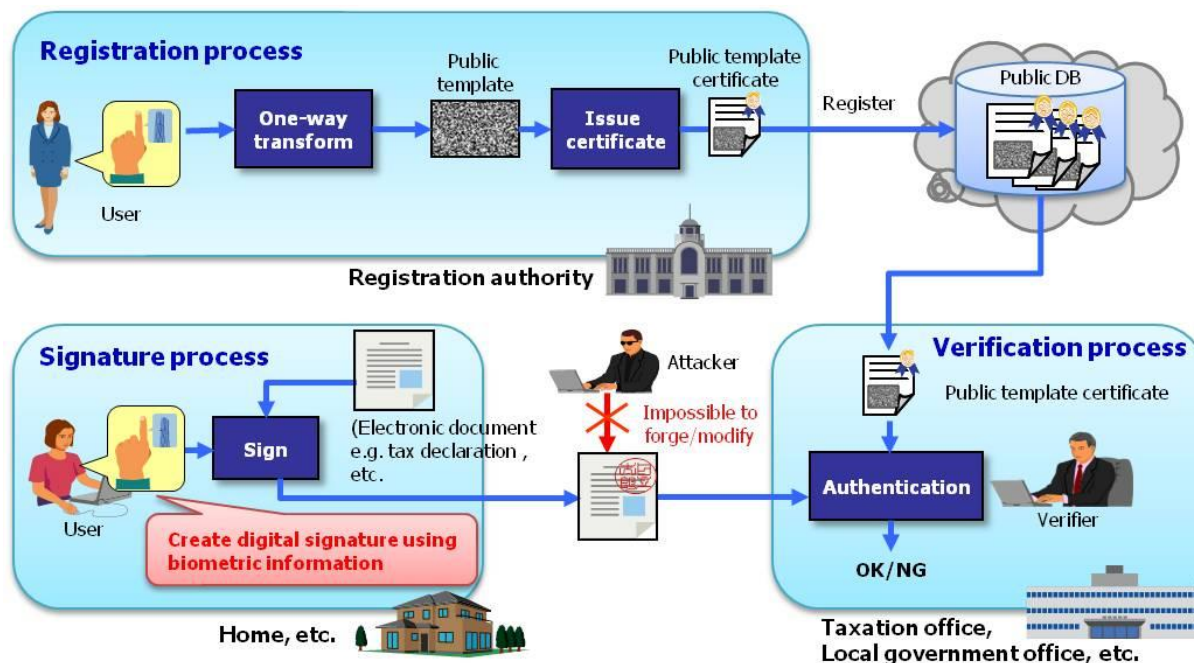 Registration process
Public
template
Public template
certificate
One-way
transform
Issue
certificate
User
Registration authority
Register
Public DB
Signature process
(Electronic document
e.g. tax declaration ,
etc.
Sign
User
Create digital signature using
biometric information
Home, etc.
Attacker
Impossible to
forge/modify
Verification process
Public template certificate
Authentication
Verifier
OK/NG
Taxation office,
Local government office, etc.